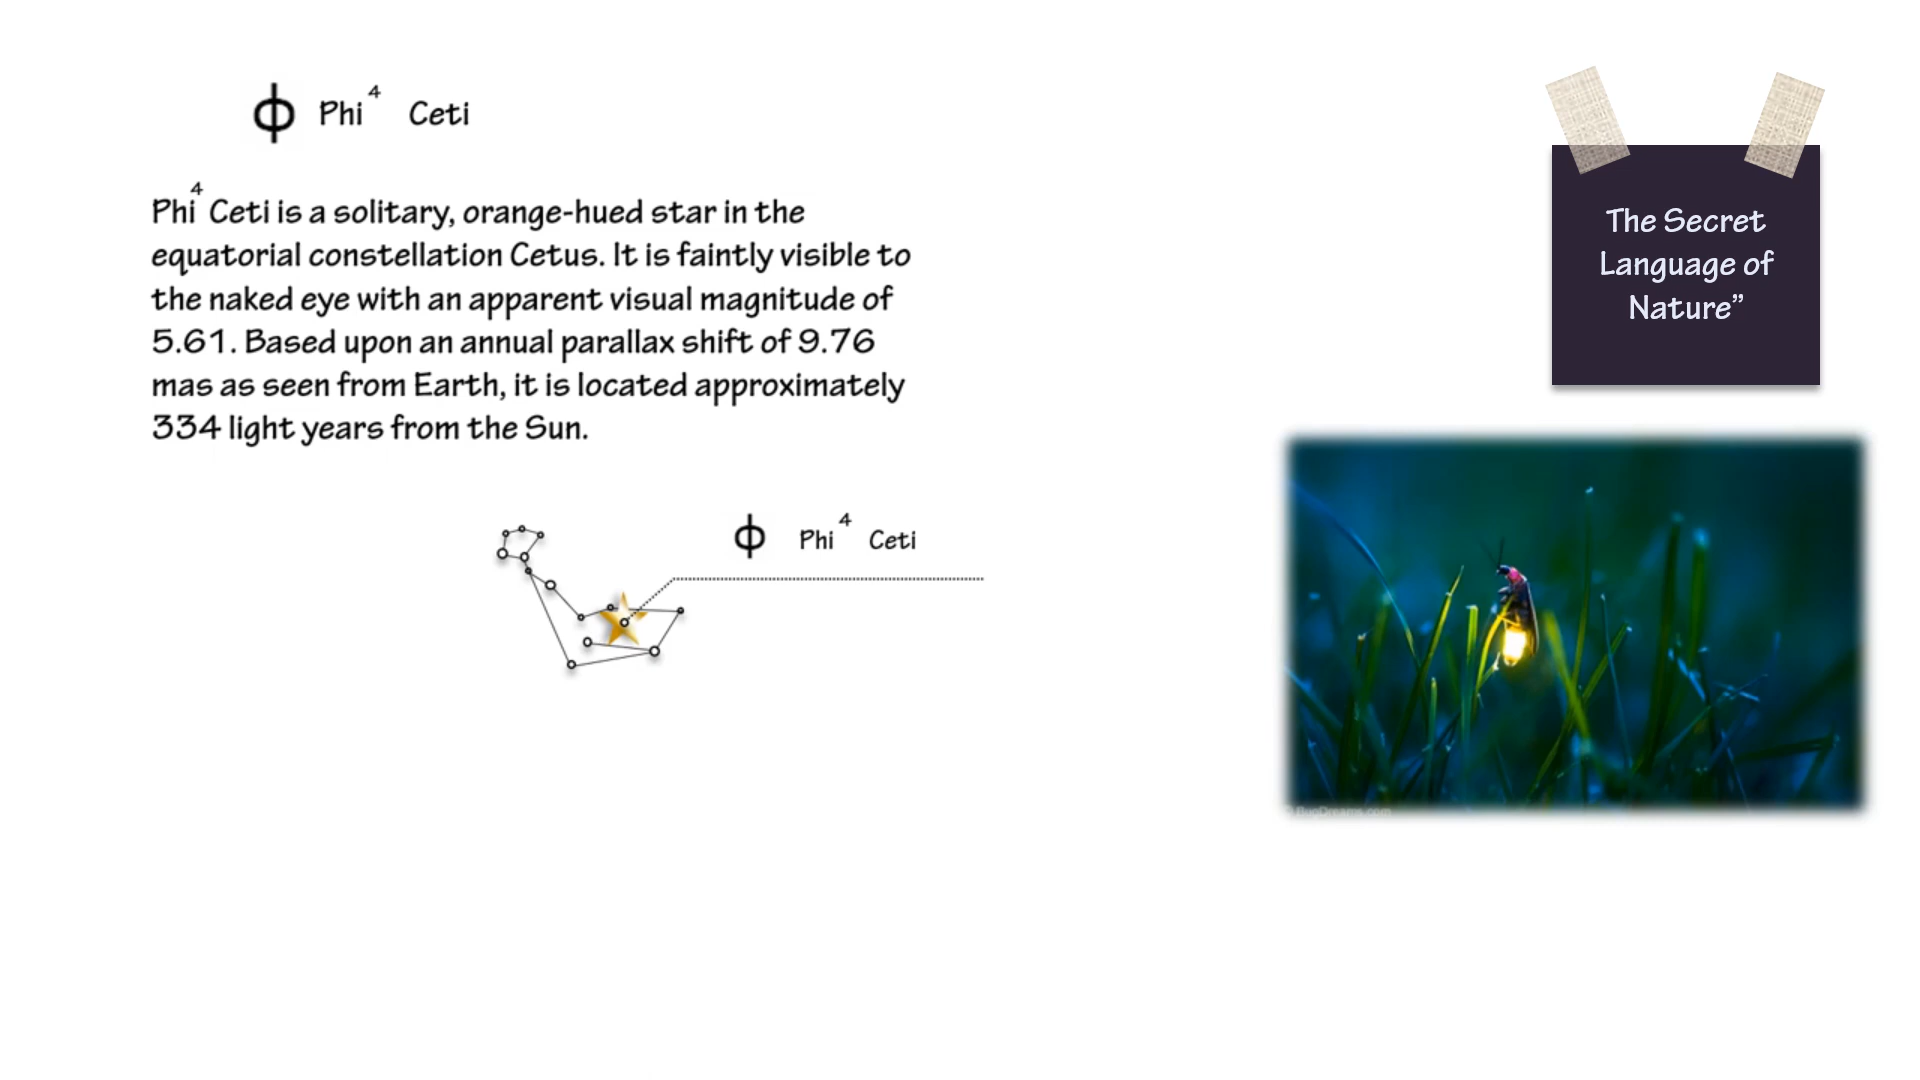 ϕ Phi⁴ Ceti
Phi⁴ Ceti is a solitary, orange-hued star in the
equatorial constellation Cetus. It is faintly visible to
the naked eye with an apparent visual magnitude of
5.61. Based upon an annual parallax shift of 9.76
mas as seen from Earth, it is located approximately
334 light years from the Sun.
ϕ Phi⁴ Ceti
The Secret
Language of
Nature”
BugDreams.com